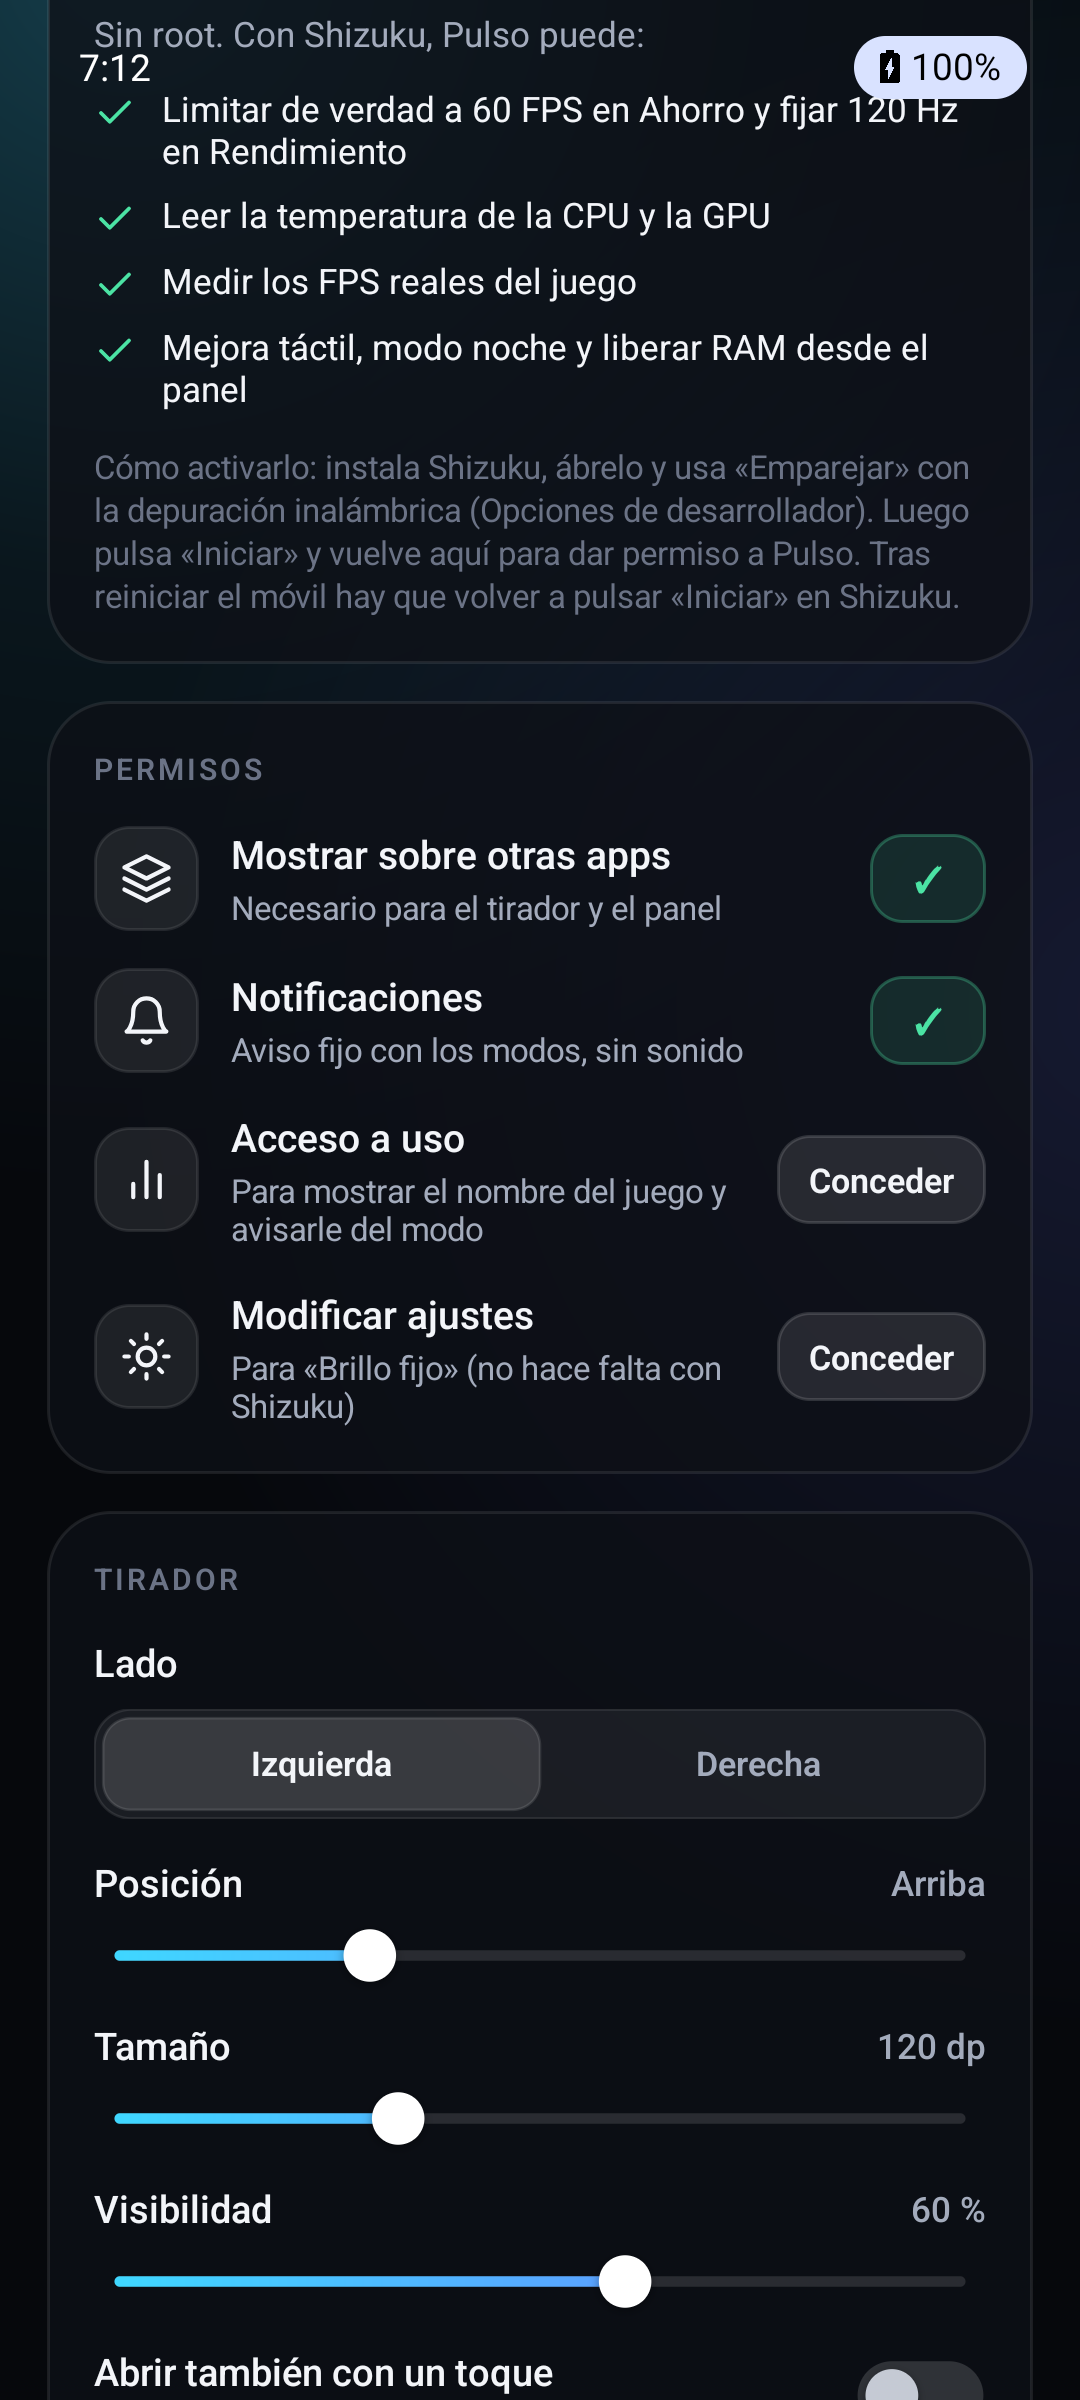 Sin root. Con Shizuku, Pulso puede:
7:12
100%
Limitar de verdad a 60 FPS en Ahorro y fijar 120 Hz
en Rendimiento
Leer la temperatura de la CPU y la GPU
Medir los FPS reales del juego
Mejora táctil, modo noche y liberar RAM desde el
panel
Cómo activarlo: instala Shizuku, ábrelo y usa «Emparejar» con
la depuración inalámbrica (Opciones de desarrollador). Luego
pulsa «Iniciar» y vuelve aquí para dar permiso a Pulso. Tras
reiniciar el móvil hay que volver a pulsar «Iniciar» en Shizuku.
PERMISOS
Mostrar sobre otras apps
Necesario para el tirador y el panel
Notificaciones
Aviso fijo con los modos, sin sonido
Acceso a uso
Para mostrar el nombre del juego y
avisarle del modo
Conceder
Modificar ajustes
Para «Brillo fijo» (no hace falta con
Shizuku)
Conceder
TIRADOR
Lado
Izquierda
Derecha
Posición
Arriba
Tamaño
120 dp
Visibilidad
60 %
Abrir también con un toque